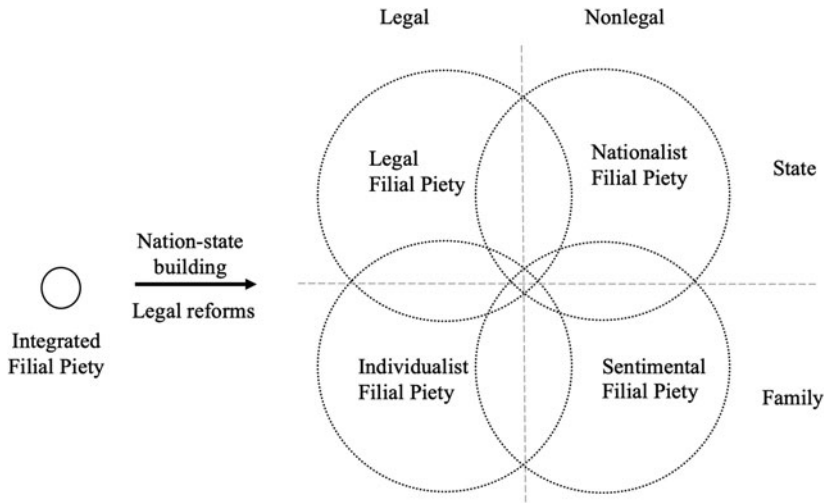 Legal
Nonlegal
Legal
Filial Piety
Nationalist
Filial Piety
State
Nation-state
building
Legal reforms
Integrated
Filial Piety
Individualist
Filial Piety
Sentimental
Filial Piety
Family